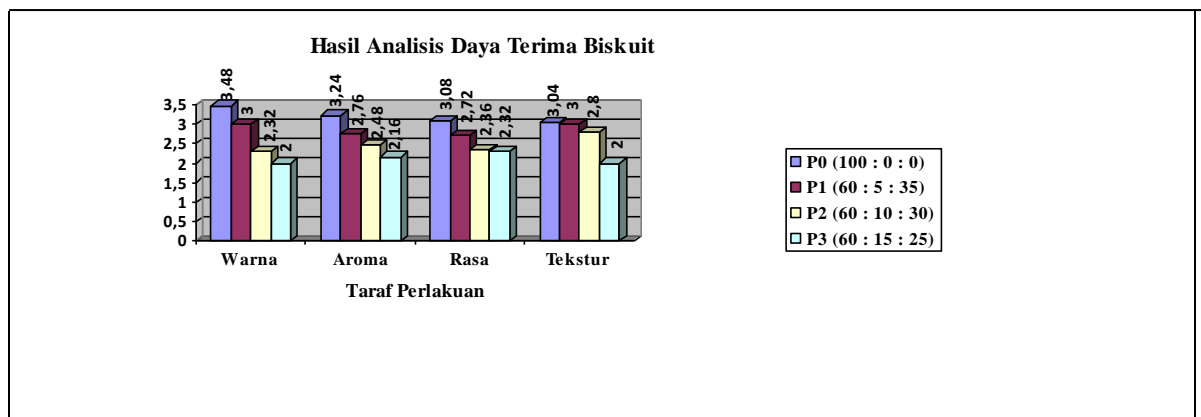 Hasil Analisis Daya Terima Biskuit
3,48 3 2,32 2 3,24 2,76 2,48 2,16 3,08 2,72 2,36 2,32 3,04 3 2,8 2
3,5
3
2,5
2
1,5
1
0,5
0
Warna Aroma Rasa Tekstur
Taraf Perlakuan
P0 (100 : 0 : 0)
P1 (60 : 5 : 35)
P2 (60 : 10 : 30)
P3 (60 : 15 : 25)